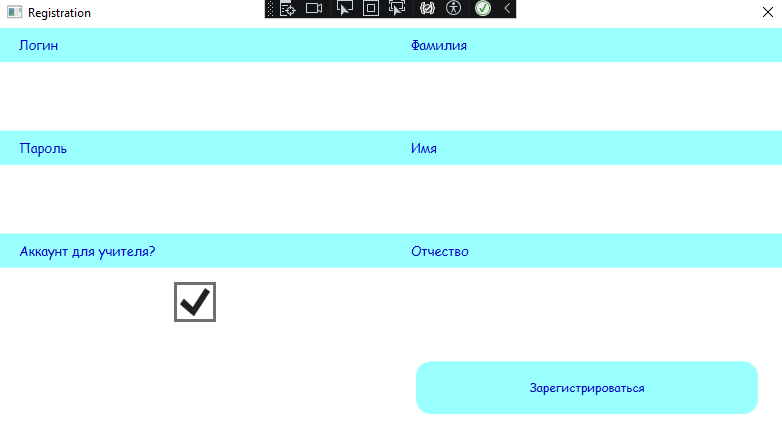 Registration
Логин
Фамилия
Пароль
Имя
Аккаунт для учителя?
Отчество
Зарегистрироваться